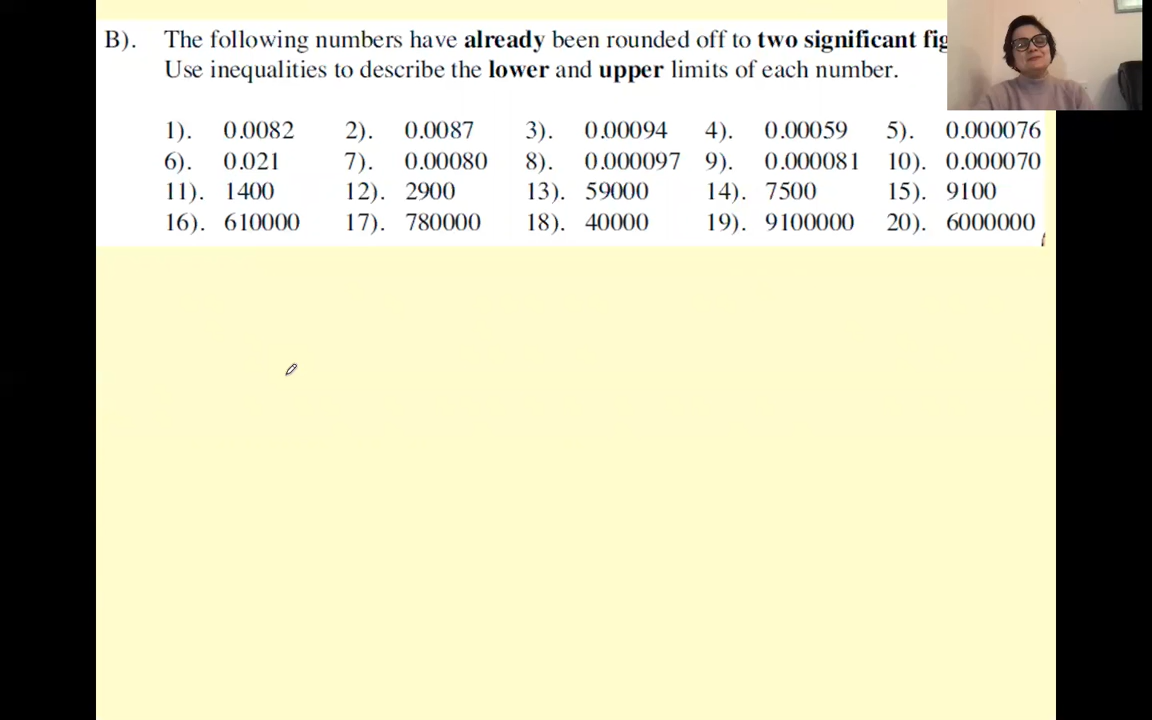 B). The following numbers have already been rounded off to two significant fig
Use inequalities to describe the lower and upper limits of each number.
1). 0.0082 2). 0.0087 3). 0.00094 4). 0.00059 5). 0.000076
6). 0.021 7). 0.00080 8). 0.000097 9). 0.000081 10). 0.000070
11). 1400 12). 2900 13). 59000 14). 7500 15). 9100
16). 610000 17). 780000 18). 40000 19). 9100000 20). 6000000